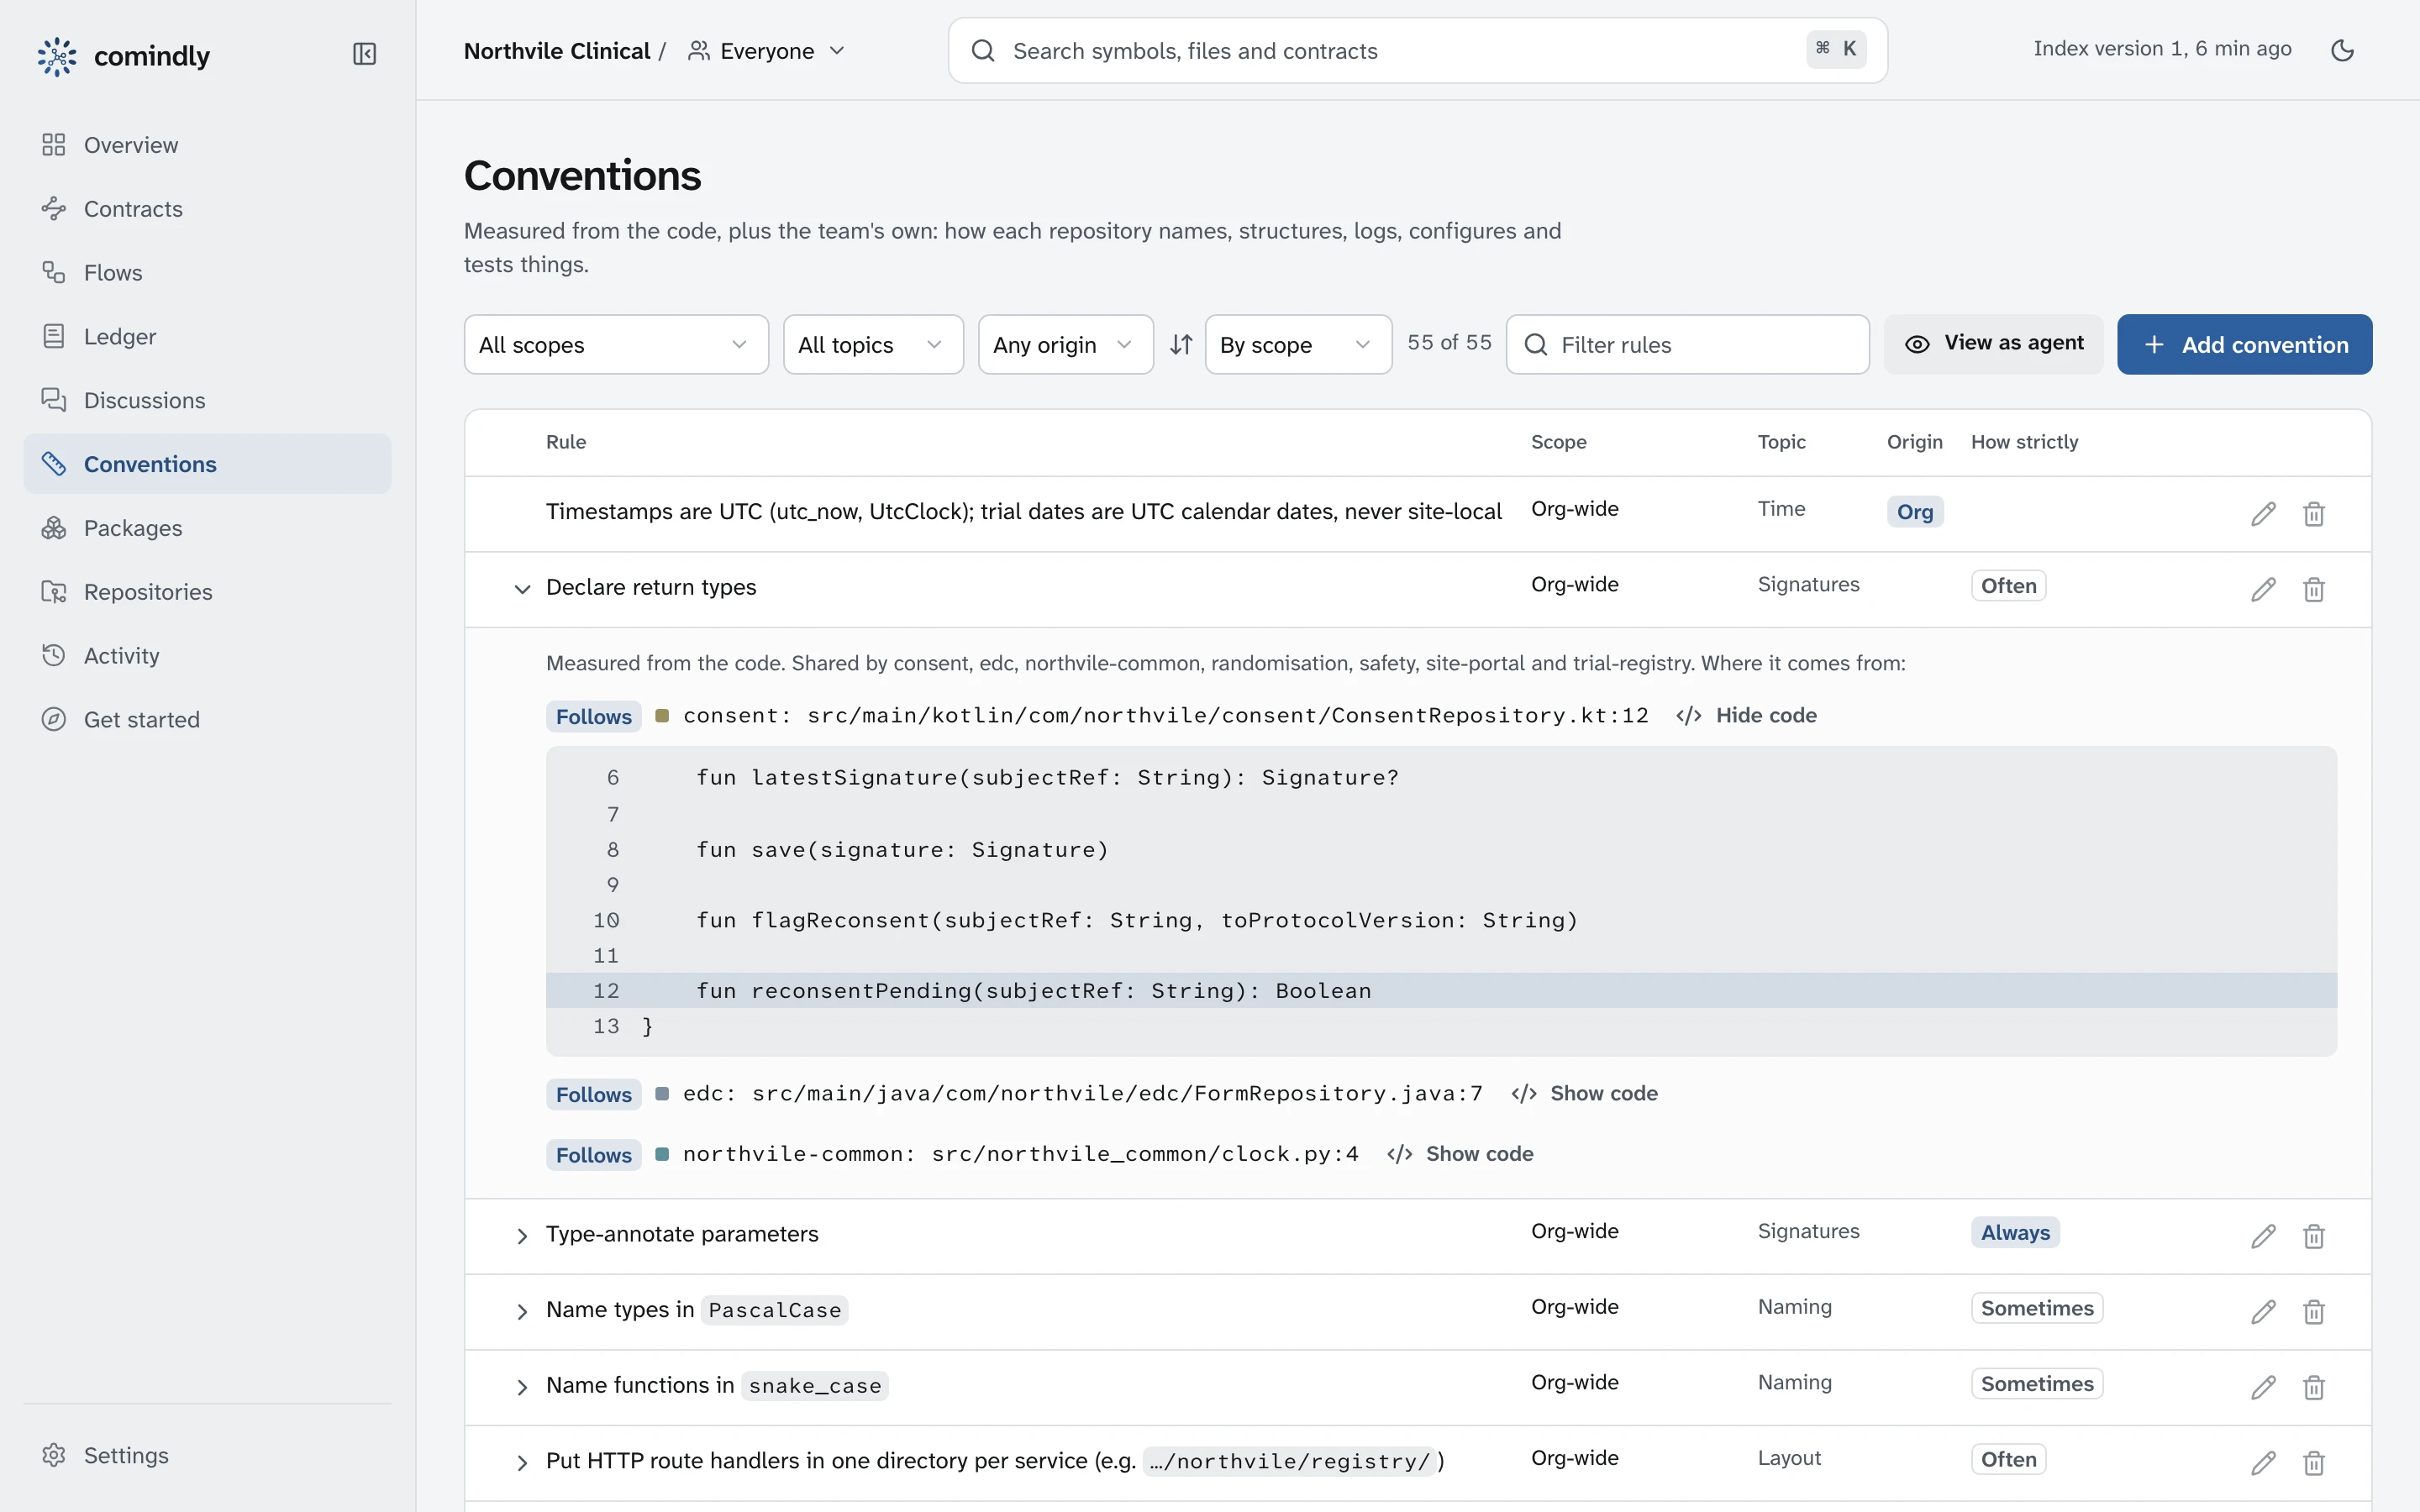 comindly
Overview
Contracts
Flows
Ledger
Discussions
Conventions
Packages
Repositories
Activity
Get started
Settings
Northvile Clinical / Everyone
Search symbols, files and contracts ⌘ K
Index version 1, 6 min ago
Conventions
Measured from the code, plus the team's own: how each repository names, structures, logs, configures and
tests things.
All scopes All topics Any origin By scope 55 of 55 Filter rules View as agent + Add convention
Rule Scope Topic Origin How strictly
Timestamps are UTC (utc_now, UtcClock); trial dates are UTC calendar dates, never site-local Org-wide Time Org
Declare return types Org-wide Signatures Often
Measured from the code. Shared by consent, edc, northvile-common, randomisation, safety, site-portal and trial-registry. Where it comes from:
Follows consent: src/main/kotlin/com/northvile/consent/ConsentRepository.kt:12 </> Hide code
6 fun latestSignature(subjectRef: String): Signature?
7
8 fun save(signature: Signature)
9
10 fun flagReconsent(subjectRef: String, toProtocolVersion: String)
11
12 fun reconsentPending(subjectRef: String): Boolean
13 }
Follows edc: src/main/java/com/northvile/edc/FormRepository.java:7 </> Show code
Follows northvile-common: src/northvile_common/clock.py:4 </> Show code
Type-annotate parameters Org-wide Signatures Always
Name types in PascalCase Org-wide Naming Sometimes
Name functions in snake_case Org-wide Naming Sometimes
Put HTTP route handlers in one directory per service (e.g. …/northvile/registry/) Org-wide Layout Often